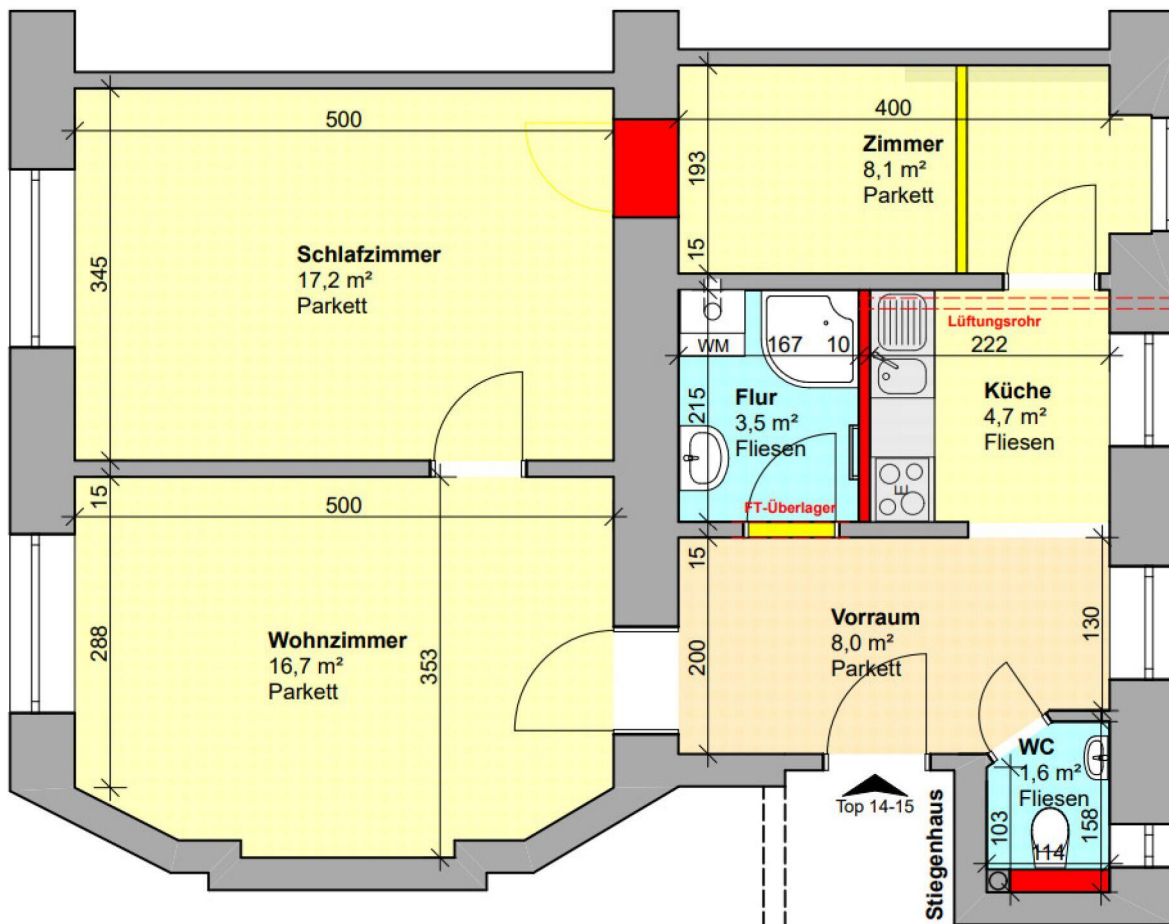 500
400
Zimmer
8,1 m²
Parkett
193
15
Schlafzimmer
17,2 m²
Parkett
345
Lüftungsrohr
WM
167
10
222
Flur
3,5 m²
Fliesen
215
Küche
4,7 m²
Fliesen
E
FT-Überlager
15
500
15
Vorraum
8,0 m²
Parkett
200
130
Wohnzimmer
16,7 m²
Parkett
288
353
WC
1,6 m²
Fliesen
103
158
114
Top 14-15
Stiegenhaus